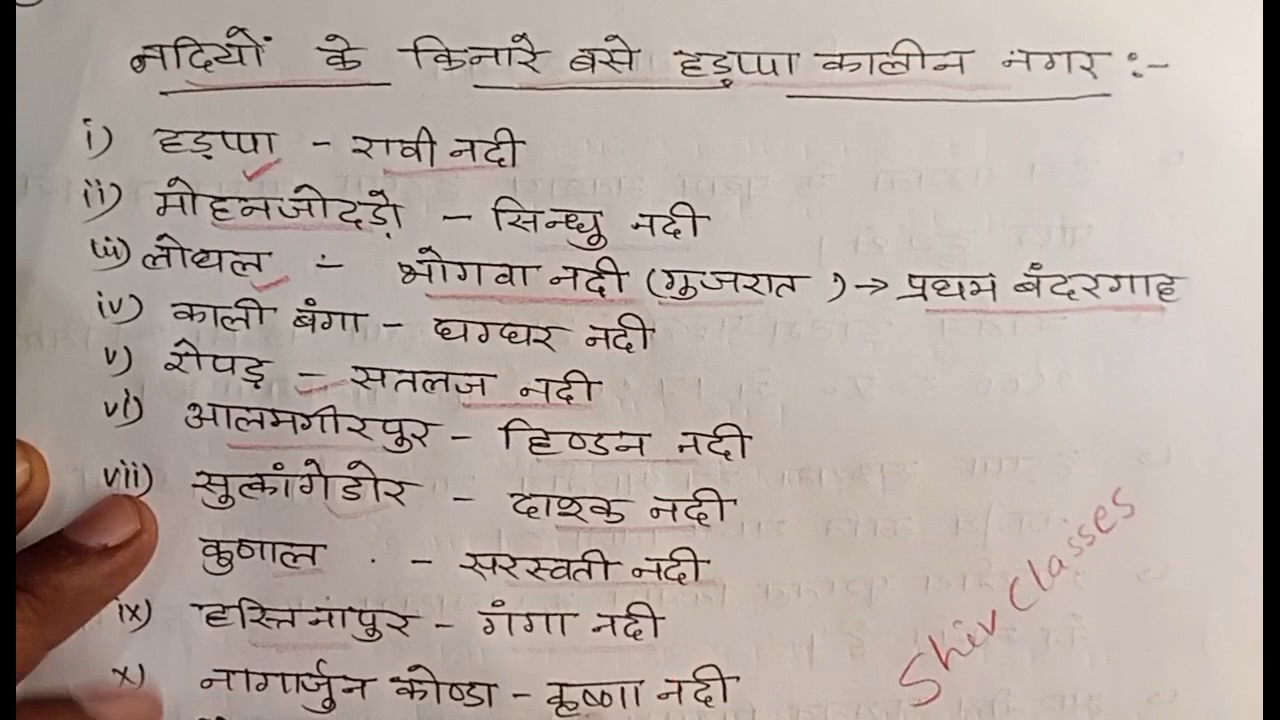 नदियों के किनारे बसे हड़प्पा कालीन नगर :-
i) हड़प्पा - रावी नदी
ii) मोहनजोदड़ो - सिन्धु नदी
iii) लोथल :- भोगवा नदी (गुजरात) → प्रथम बंदरगाह
iv) काली बंगा - घग्घर नदी
v) रोपड़ - सतलज नदी
vi) आलमगीरपुर - हिण्डन नदी
vii) सुत्कांगेडोर - दाश्क नदी
कुणाल - सरस्वती नदी
ix) हस्तिनापुर - गंगा नदी
x) नागार्जुन कोण्डा - कृष्णा नदी
Shiv Classes